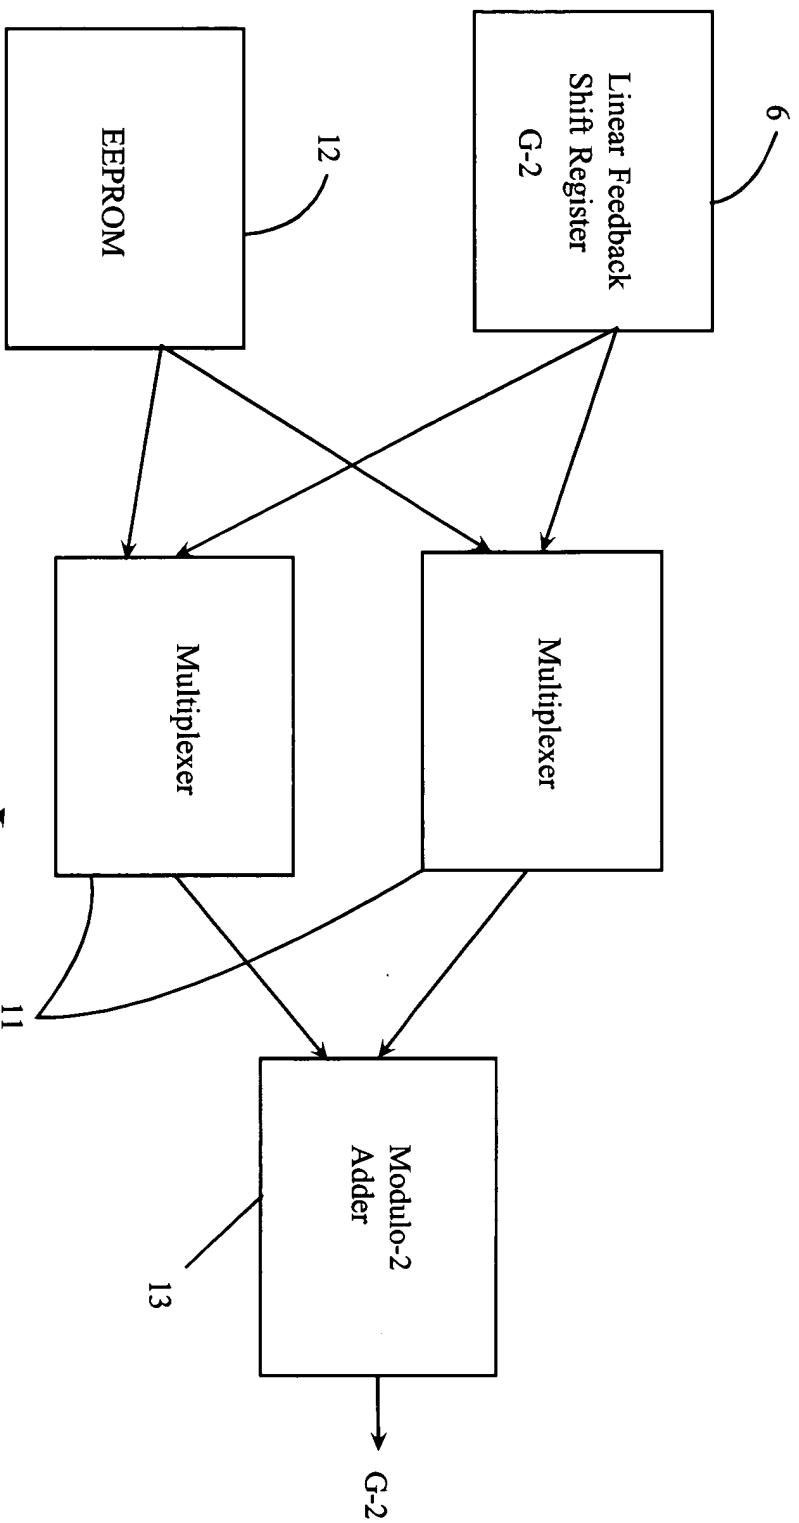 6
Linear Feedback
Shift Register
G-2
12
EEPROM
Multiplexer
Multiplexer
11
Modulo-2
Adder
13
G-2